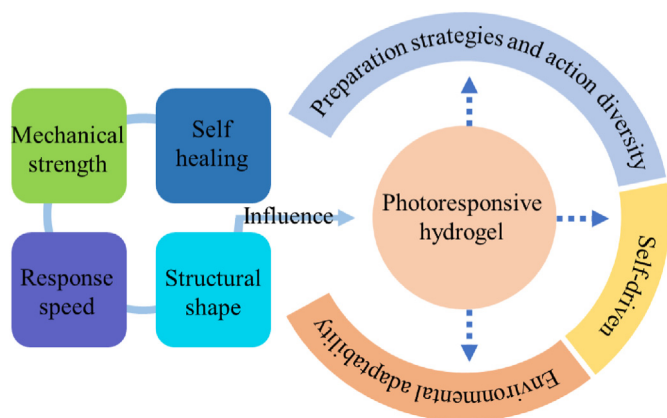 Mechanical
strength
Self
healing
Response
speed
Structural
shape
Influence
Photoresponsive
hydrogel
Preparation strategies and action diversity
Self-driven
Environmental adaptability